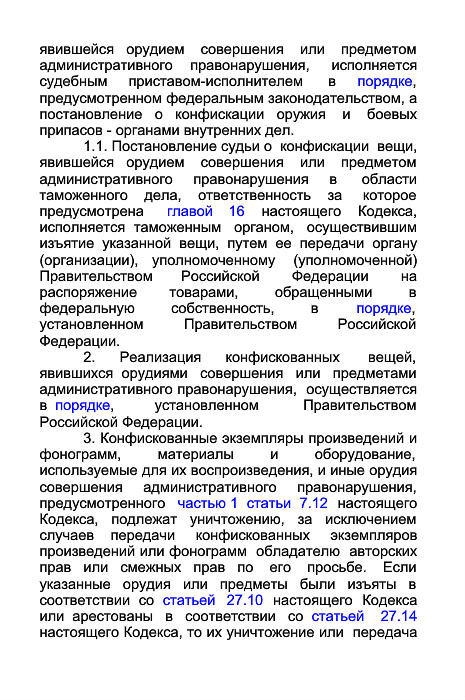 явившейся орудием совершения или предметом
административного правонарушения, исполняется
судебным приставом-исполнителем в порядке,
предусмотренном федеральным законодательством, а
постановление о конфискации оружия и боевых
припасов - органами внутренних дел.
1.1. Постановление судьи о конфискации вещи,
явившейся орудием совершения или предметом
административного правонарушения в области
таможенного дела, ответственность за которое
предусмотрена главой 16 настоящего Кодекса,
исполняется таможенным органом, осуществившим
изъятие указанной вещи, путем ее передачи органу
(организации), уполномоченному (уполномоченной)
Правительством Российской Федерации на
распоряжение товарами, обращенными в
федеральную собственность, в порядке,
установленном Правительством Российской
Федерации.
2. Реализация конфискованных вещей,
явившихся орудиями совершения или предметами
административного правонарушения, осуществляется
в порядке, установленном Правительством
Российской Федерации.
3. Конфискованные экземпляры произведений и
фонограмм, материалы и оборудование,
используемые для их воспроизведения, и иные орудия
совершения административного правонарушения,
предусмотренного частью 1 статьи 7.12 настоящего
Кодекса, подлежат уничтожению, за исключением
случаев передачи конфискованных экземпляров
произведений или фонограмм обладателю авторских
прав или смежных прав по его просьбе. Если
указанные орудия или предметы были изъяты в
соответствии со статьей 27.10 настоящего Кодекса
или арестованы в соответствии со статьей 27.14
настоящего Кодекса, то их уничтожение или передача